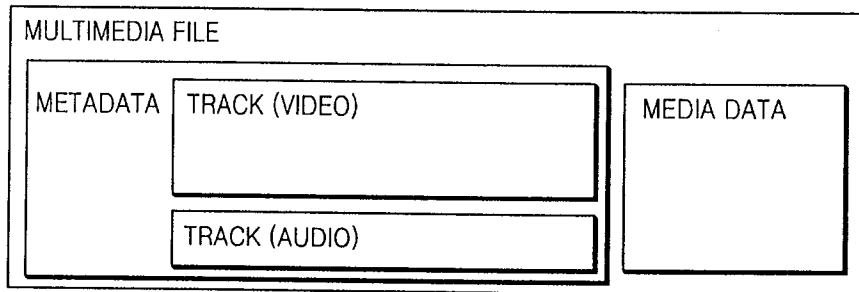 MULTIMEDIA FILE
METADATA
TRACK (VIDEO)
TRACK (AUDIO)
MEDIA DATA